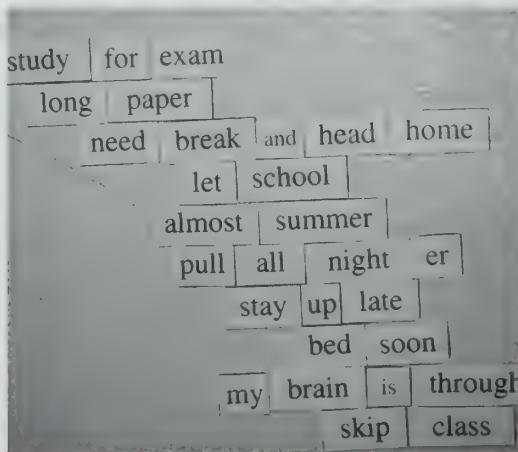 study for exam
long paper
need break and head home
let school
almost summer
pull all night er
stay up late
bed soon
my brain is through
skip class